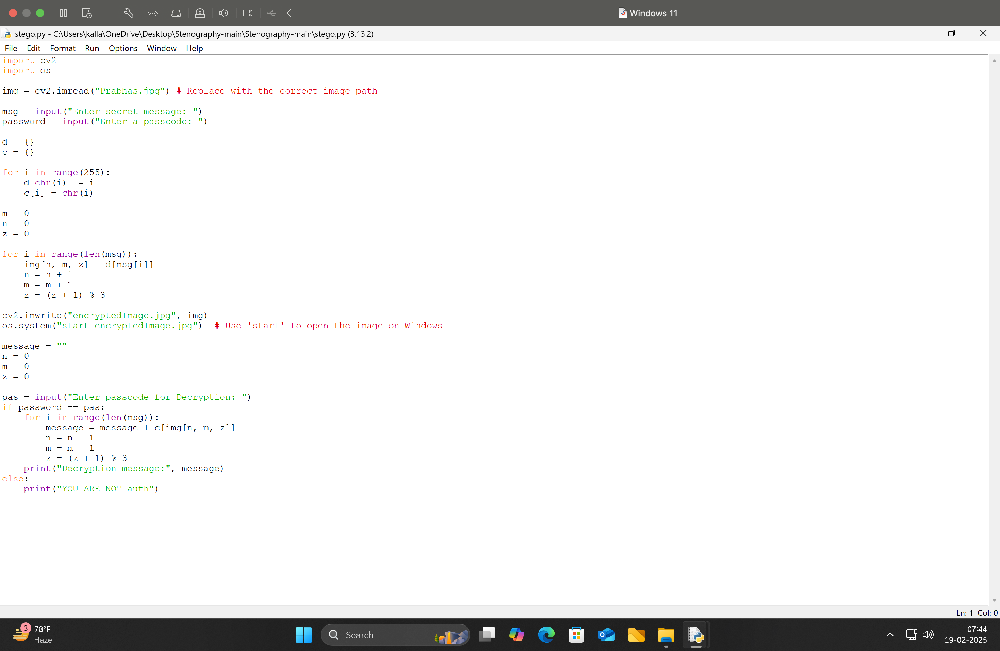 Windows 11
stego.py - C:\Users\kalla\OneDrive\Desktop\Stenography-main\Stenography-main\stego.py (3.13.2)
File Edit Format Run Options Window Help
import cv2
import os

img = cv2.imread("Prabhas.jpg") # Replace with the correct image path

msg = input("Enter secret message: ")
password = input("Enter a passcode: ")

d = {}
c = {}

for i in range(255):
    d[chr(i)] = i
    c[i] = chr(i)

m = 0
n = 0
z = 0

for i in range(len(msg)):
    img[n, m, z] = d[msg[i]]
    n = n + 1
    m = m + 1
    z = (z + 1) % 3

cv2.imwrite("encryptedImage.jpg", img)
os.system("start encryptedImage.jpg")  # Use 'start' to open the image on Windows

message = ""
n = 0
m = 0
z = 0

pas = input("Enter passcode for Decryption: ")
if password == pas:
    for i in range(len(msg)):
        message = message + c[img[n, m, z]]
        n = n + 1
        m = m + 1
        z = (z + 1) % 3
    print("Decryption message:", message)
else:
    print("YOU ARE NOT auth")
Ln: 1 Col: 0
3
78°F
Haze
Search
07:44
19-02-2025